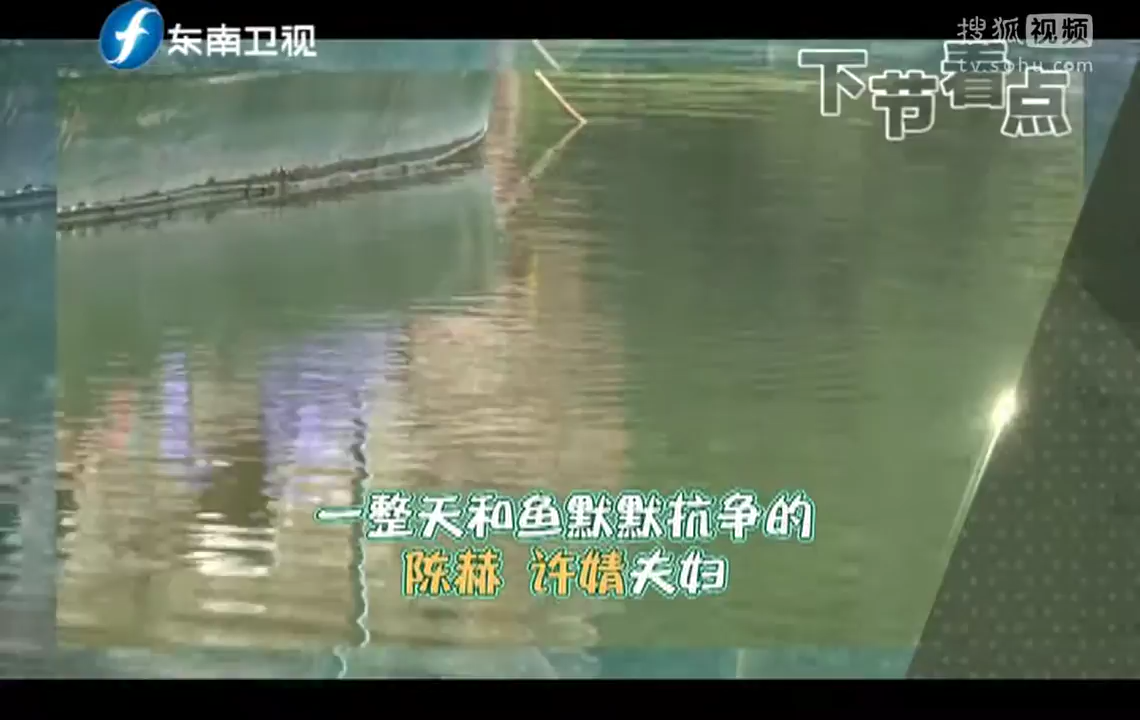 东南卫视
搜狐视频
tv.sohu.com
下节看点
一整天和鱼默默抗争的
陈赫 许婧夫妇